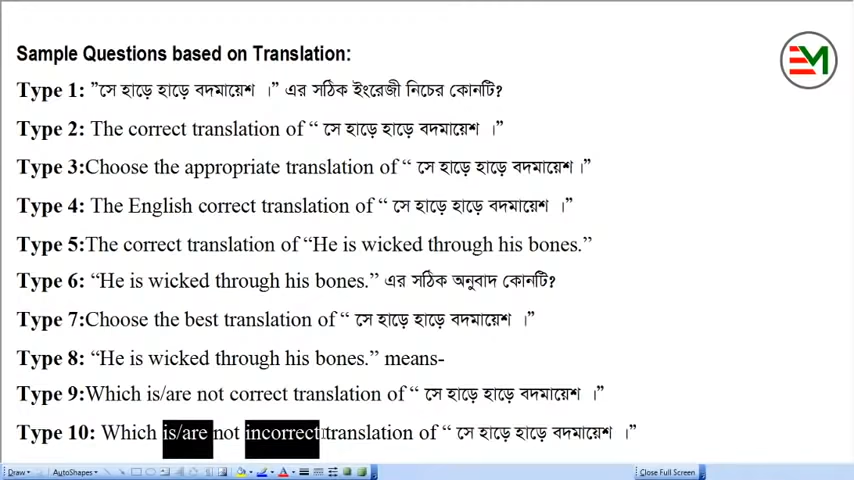 Sample Questions based on Translation:
EM
Type 1: ”সে হাড়ে হাড়ে বদমায়েশ ।” এর সঠিক ইংরেজী নিচের কোনটি?
Type 2: The correct translation of “ সে হাড়ে হাড়ে বদমায়েশ ।”
Type 3:Choose the appropriate translation of “ সে হাড়ে হাড়ে বদমায়েশ।”
Type 4: The English correct translation of “ সে হাড়ে হাড়ে বদমায়েশ ।”
Type 5:The correct translation of “He is wicked through his bones.”
Type 6: “He is wicked through his bones.” এর সঠিক অনুবাদ কোনটি?
Type 7:Choose the best translation of “ সে হাড়ে হাড়ে বদমায়েশ ।”
Type 8: “He is wicked through his bones.” means-
Type 9:Which is/are not correct translation of “ সে হাড়ে হাড়ে বদমায়েশ ।”
Type 10: Which is/are not incorrect translation of “ সে হাড়ে হাড়ে বদমায়েশ ।”
Draw AutoShapes Close Full Screen